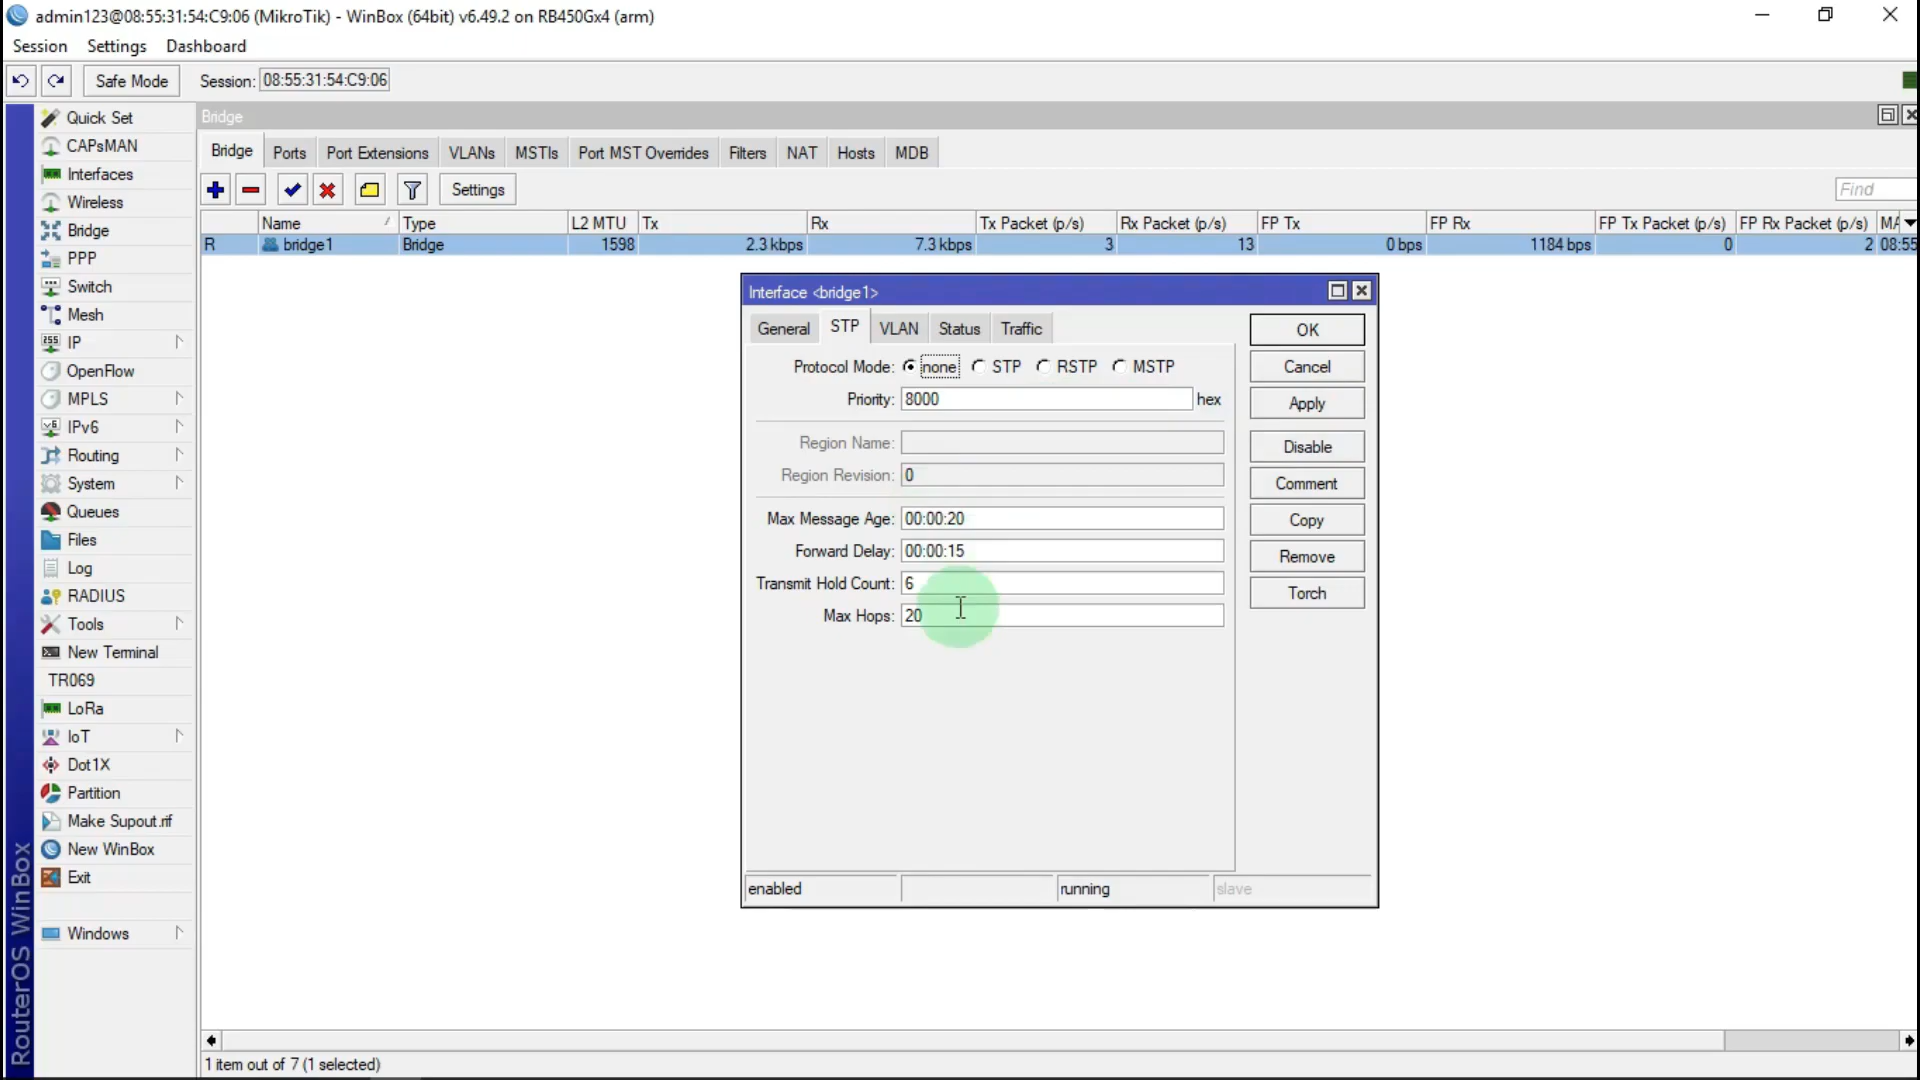 admin123@08:55:31:54:C9:06 (MikroTik) - WinBox (64bit) v6.49.2 on RB450Gx4 (arm)
Session Settings Dashboard
Safe Mode Session: 08:55:31:54:C9:06
Quick Set
CAPsMAN
Interfaces
Wireless
Bridge
PPP
Switch
Mesh
IP
OpenFlow
MPLS
IPv6
Routing
System
Queues
Files
Log
RADIUS
Tools
New Terminal
TR069
LoRa
IoT
Dot1X
Partition
Make Supout.rif
New WinBox
Exit
Windows
RouterOS WinBox
Bridge
Bridge Ports Port Extensions VLANs MSTIs Port MST Overrides Filters NAT Hosts MDB
Settings Find
Name Type L2 MTU Tx Rx Tx Packet (p/s) Rx Packet (p/s) FP Tx FP Rx FP Tx Packet (p/s) FP Rx Packet (p/s) MA
R bridge1 Bridge 1598 2.3 kbps 7.3 kbps 3 13 0 bps 1184 bps 0 2 08:55
Interface <bridge1>
General STP VLAN Status Traffic
Protocol Mode: none STP RSTP MSTP
Priority: 8000 hex
Region Name:
Region Revision: 0
Max Message Age: 00:00:20
Forward Delay: 00:00:15
Transmit Hold Count: 6
Max Hops: 20
OK
Cancel
Apply
Disable
Comment
Copy
Remove
Torch
enabled running slave
1 item out of 7 (1 selected)